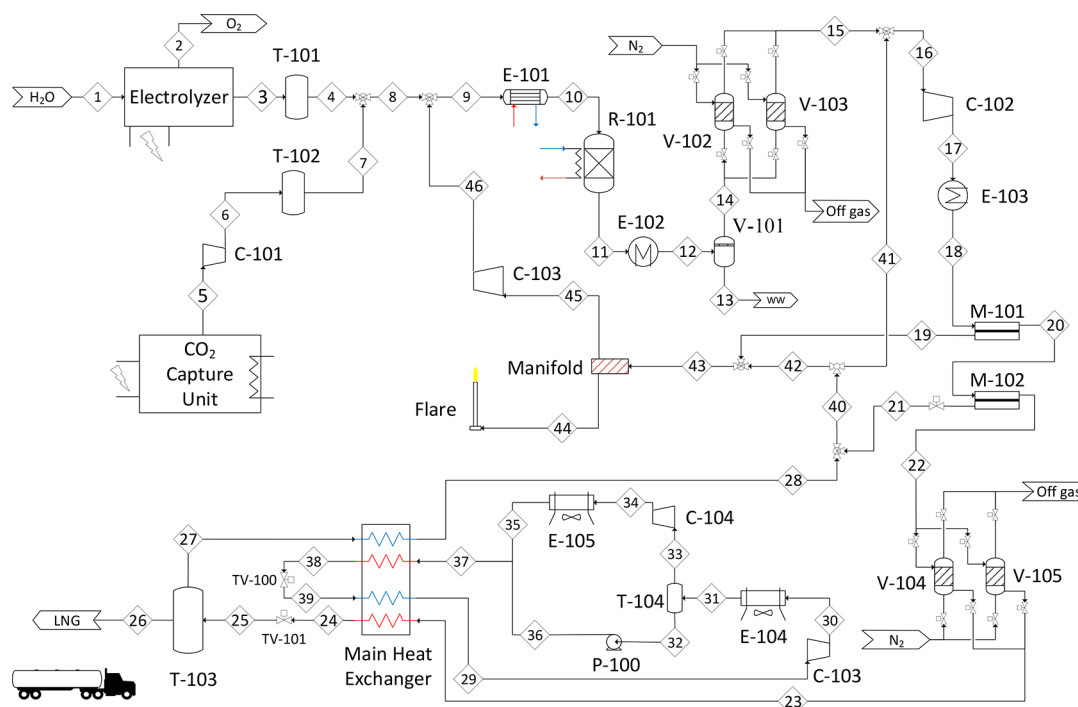 O₂
2
T-101
H₂O
1
Electrolyzer
3
4
8
9
E-101
10
R-101
N₂
V-102
V-103
15
16
C-102
17
E-103
18
T-102
7
6
C-101
5
CO₂
Capture
Unit
46
C-103
45
11
E-102
12
V-101
14
13
WW
Off gas
41
M-101
19
20
Manifold
43
42
M-102
21
40
Flare
44
22
28
27
38
37
35
E-105
34
C-104
33
TV-100
39
T-104
31
E-104
30
V-104
V-105
Off gas
LNG
26
25
TV-101
24
36
P-100
32
N₂
T-103
Main Heat
Exchanger
29
C-103
23